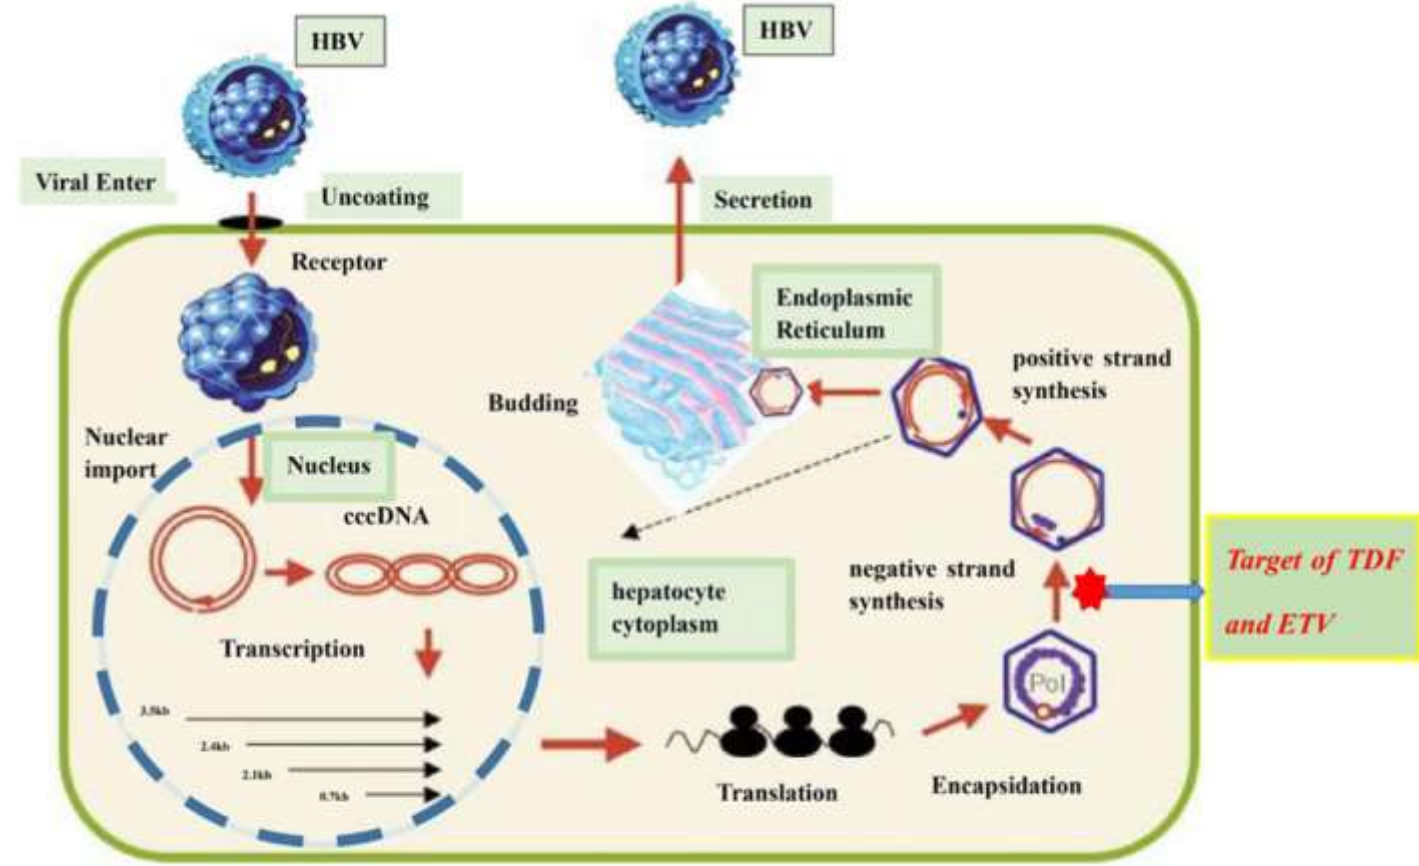 HBV
HBV
Viral Enter
Uncoating
Secretion
Receptor
Endoplasmic
Reticulum
positive strand
synthesis
Budding
Nuclear
import
Nucleus
cccDNA
Target of TDF
and ETV
negative strand
synthesis
hepatocyte
cytoplasm
Transcription
Pol
3.5kb
2.4kb
2.1kb
0.7kb
Translation
Encapsidation